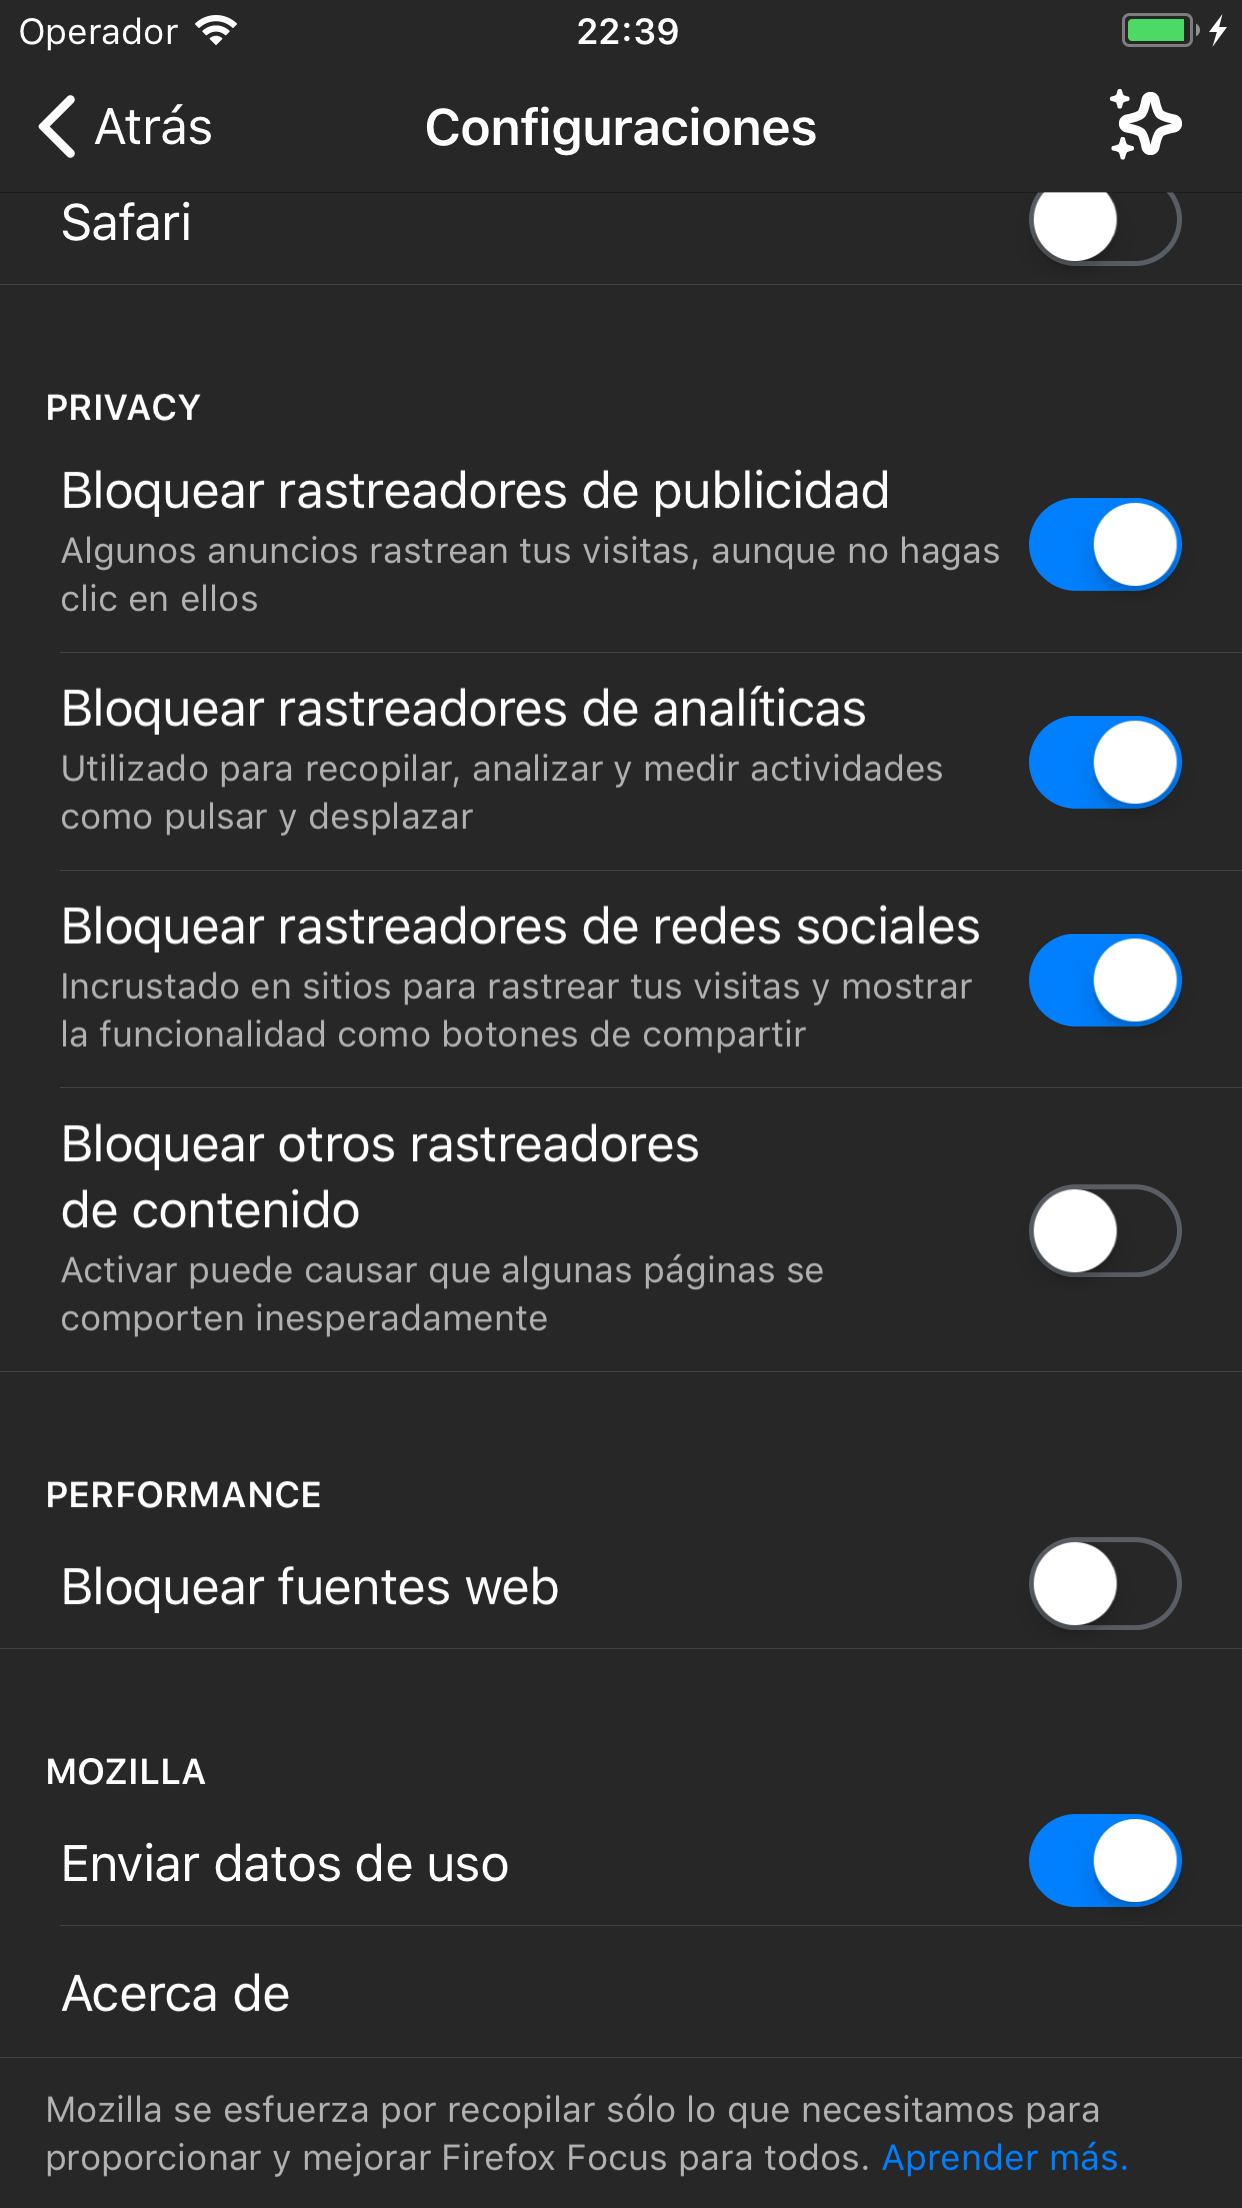 Operador
22:39
Atrás
Configuraciones
Safari
PRIVACY
Bloquear rastreadores de publicidad
Algunos anuncios rastrean tus visitas, aunque no hagas
clic en ellos
Bloquear rastreadores de analíticas
Utilizado para recopilar, analizar y medir actividades
como pulsar y desplazar
Bloquear rastreadores de redes sociales
Incrustado en sitios para rastrear tus visitas y mostrar
la funcionalidad como botones de compartir
Bloquear otros rastreadores
de contenido
Activar puede causar que algunas páginas se
comporten inesperadamente
PERFORMANCE
Bloquear fuentes web
MOZILLA
Enviar datos de uso
Acerca de
Mozilla se esfuerza por recopilar sólo lo que necesitamos para
proporcionar y mejorar Firefox Focus para todos. Aprender más.